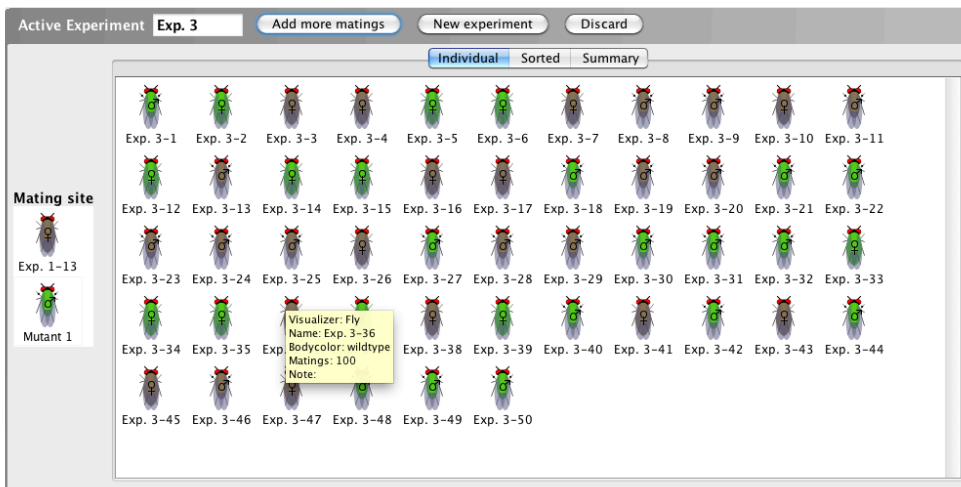 Active Experiment Exp. 3 Add more matings New experiment Discard
Individual Sorted Summary
Exp. 3-1 Exp. 3-2 Exp. 3-3 Exp. 3-4 Exp. 3-5 Exp. 3-6 Exp. 3-7 Exp. 3-8 Exp. 3-9 Exp. 3-10 Exp. 3-11
Exp. 3-12 Exp. 3-13 Exp. 3-14 Exp. 3-15 Exp. 3-16 Exp. 3-17 Exp. 3-18 Exp. 3-19 Exp. 3-20 Exp. 3-21 Exp. 3-22
Mating site
Exp. 1-13
Mutant 1
Exp. 3-23 Exp. 3-24 Exp. 3-25 Exp. 3-26 Exp. 3-27 Exp. 3-28 Exp. 3-29 Exp. 3-30 Exp. 3-31 Exp. 3-32 Exp. 3-33
Exp. 3-34 Exp. 3-35 Exp. 3-38 Exp. 3-39 Exp. 3-40 Exp. 3-41 Exp. 3-42 Exp. 3-43 Exp. 3-44
Visualizer: Fly
Name: Exp. 3-36
Bodycolor: wildtype
Matings: 100
Note:
Exp. 3-45 Exp. 3-46 Exp. 3-47 Exp. 3-48 Exp. 3-49 Exp. 3-50